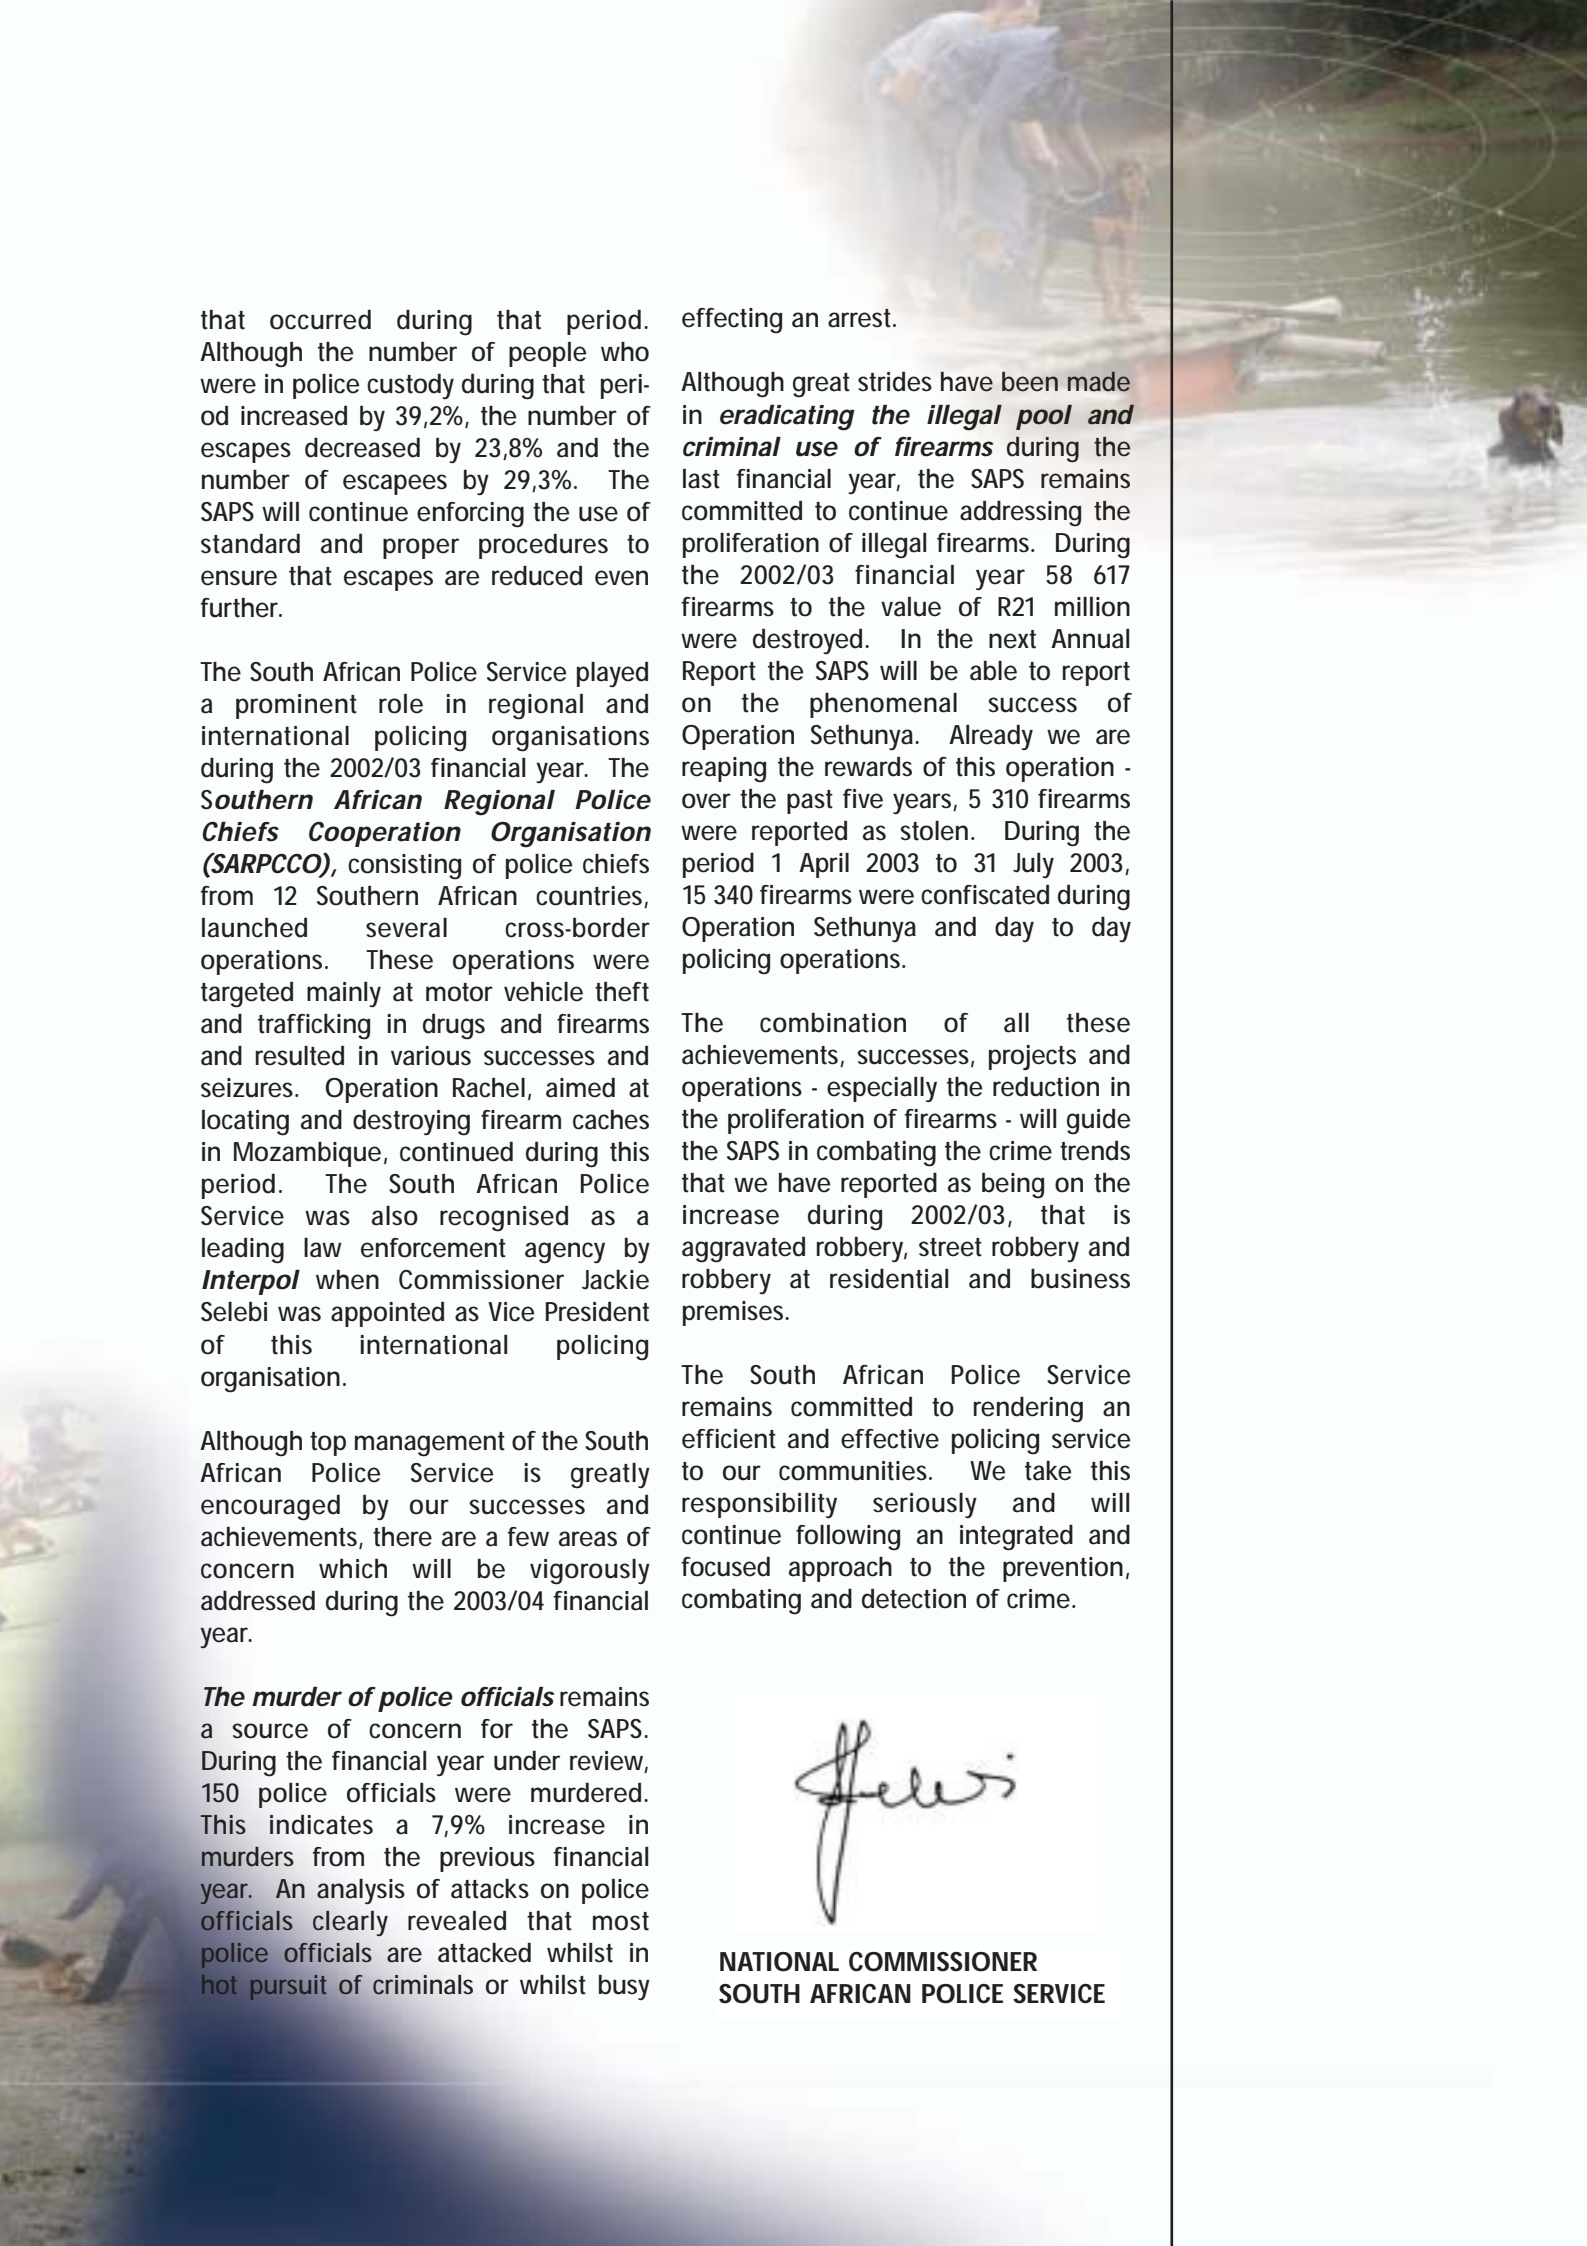 that occurred during that period.
Although the number of people who
were in police custody during that peri-
od increased by 39,2%, the number of
escapes decreased by 23,8% and the
number of escapees by 29,3%. The
SAPS will continue enforcing the use of
standard and proper procedures to
ensure that escapes are reduced even
further.
The South African Police Service played
a prominent role in regional and
international policing organisations
during the 2002/03 financial year. The
Southern African Regional Police
Chiefs Cooperation Organisation
(SARPCCO), consisting of police chiefs
from 12 Southern African countries,
launched several cross-border
operations. These operations were
targeted mainly at motor vehicle theft
and trafficking in drugs and firearms
and resulted in various successes and
seizures. Operation Rachel, aimed at
locating and destroying firearm caches
in Mozambique, continued during this
period. The South African Police
Service was also recognised as a
leading law enforcement agency by
Interpol when Commissioner Jackie
Selebi was appointed as Vice President
of this international policing
organisation.
Although top management of the South
African Police Service is greatly
encouraged by our successes and
achievements, there are a few areas of
concern which will be vigorously
addressed during the 2003/04 financial
year.
The murder of police officials remains
a source of concern for the SAPS.
During the financial year under review,
150 police officials were murdered.
This indicates a 7,9% increase in
murders from the previous financial
year. An analysis of attacks on police
officials clearly revealed that most
police officials are attacked whilst in
hot pursuit of criminals or whilst busy
effecting an arrest.
Although great strides have been made
in eradicating the illegal pool and
criminal use of firearms during the
last financial year, the SAPS remains
committed to continue addressing the
proliferation of illegal firearms. During
the 2002/03 financial year 58 617
firearms to the value of R21 million
were destroyed. In the next Annual
Report the SAPS will be able to report
on the phenomenal success of
Operation Sethunya. Already we are
reaping the rewards of this operation -
over the past five years, 5 310 firearms
were reported as stolen. During the
period 1 April 2003 to 31 July 2003,
15 340 firearms were confiscated during
Operation Sethunya and day to day
policing operations.
The combination of all these
achievements, successes, projects and
operations - especially the reduction in
the proliferation of firearms - will guide
the SAPS in combating the crime trends
that we have reported as being on the
increase during 2002/03, that is
aggravated robbery, street robbery and
robbery at residential and business
premises.
The South African Police Service
remains committed to rendering an
efficient and effective policing service
to our communities. We take this
responsibility seriously and will
continue following an integrated and
focused approach to the prevention,
combating and detection of crime.
NATIONAL COMMISSIONER
SOUTH AFRICAN POLICE SERVICE